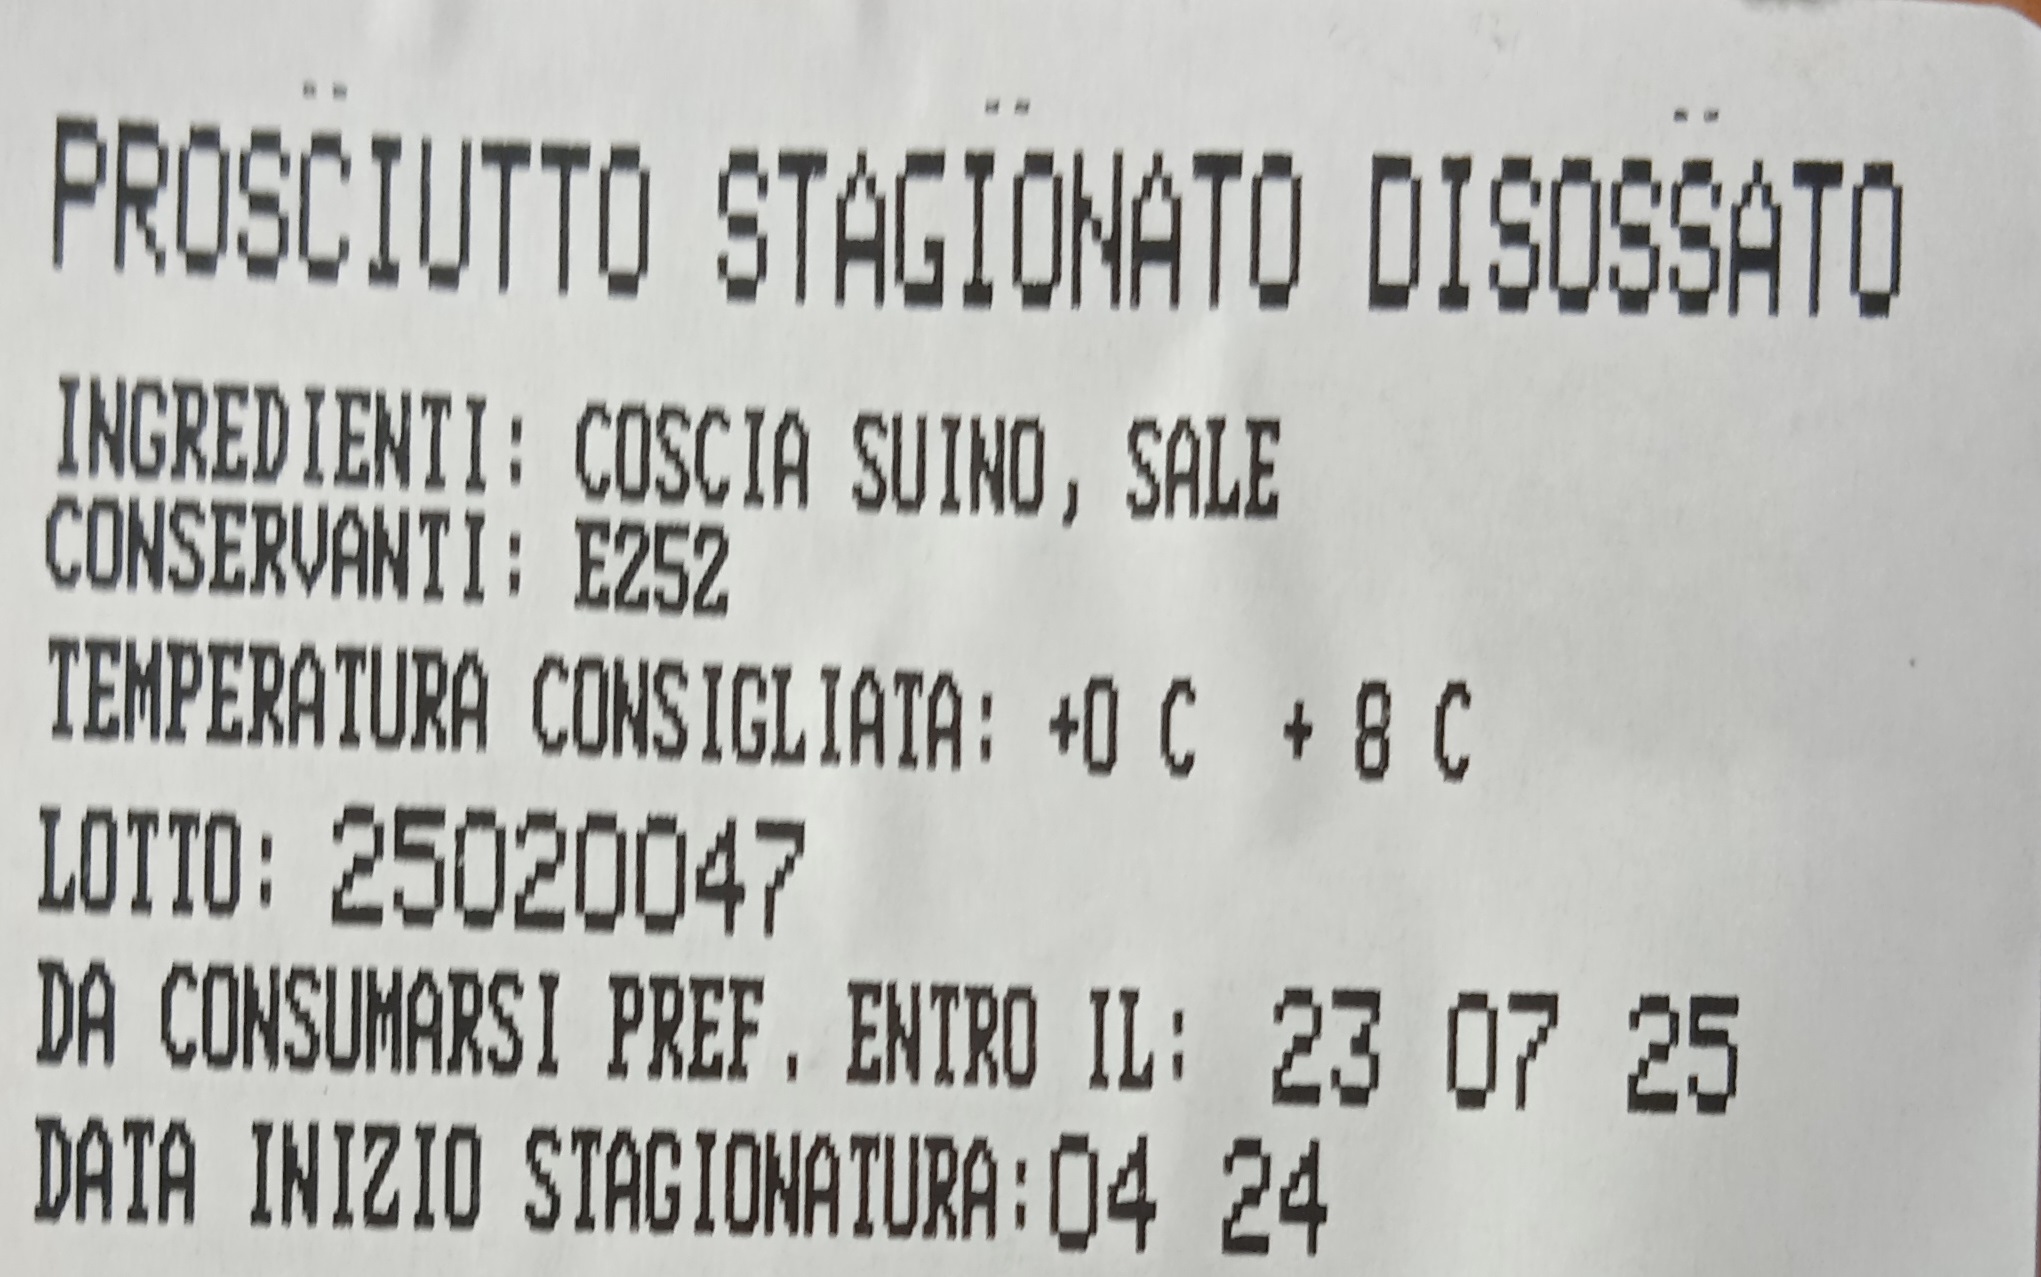 PROSCIUTTO STAGIONATO DISOSSATO
INGREDIENTI: COSCIA SUINO, SALE
CONSERVANTI: E252
TEMPERATURA CONSIGLIATA: +0 C + 8 C
LOTTO: 25020047
DA CONSUMARSI PREF. ENTRO IL: 23 07 25
DATA INIZIO STAGIONATURA:04 24